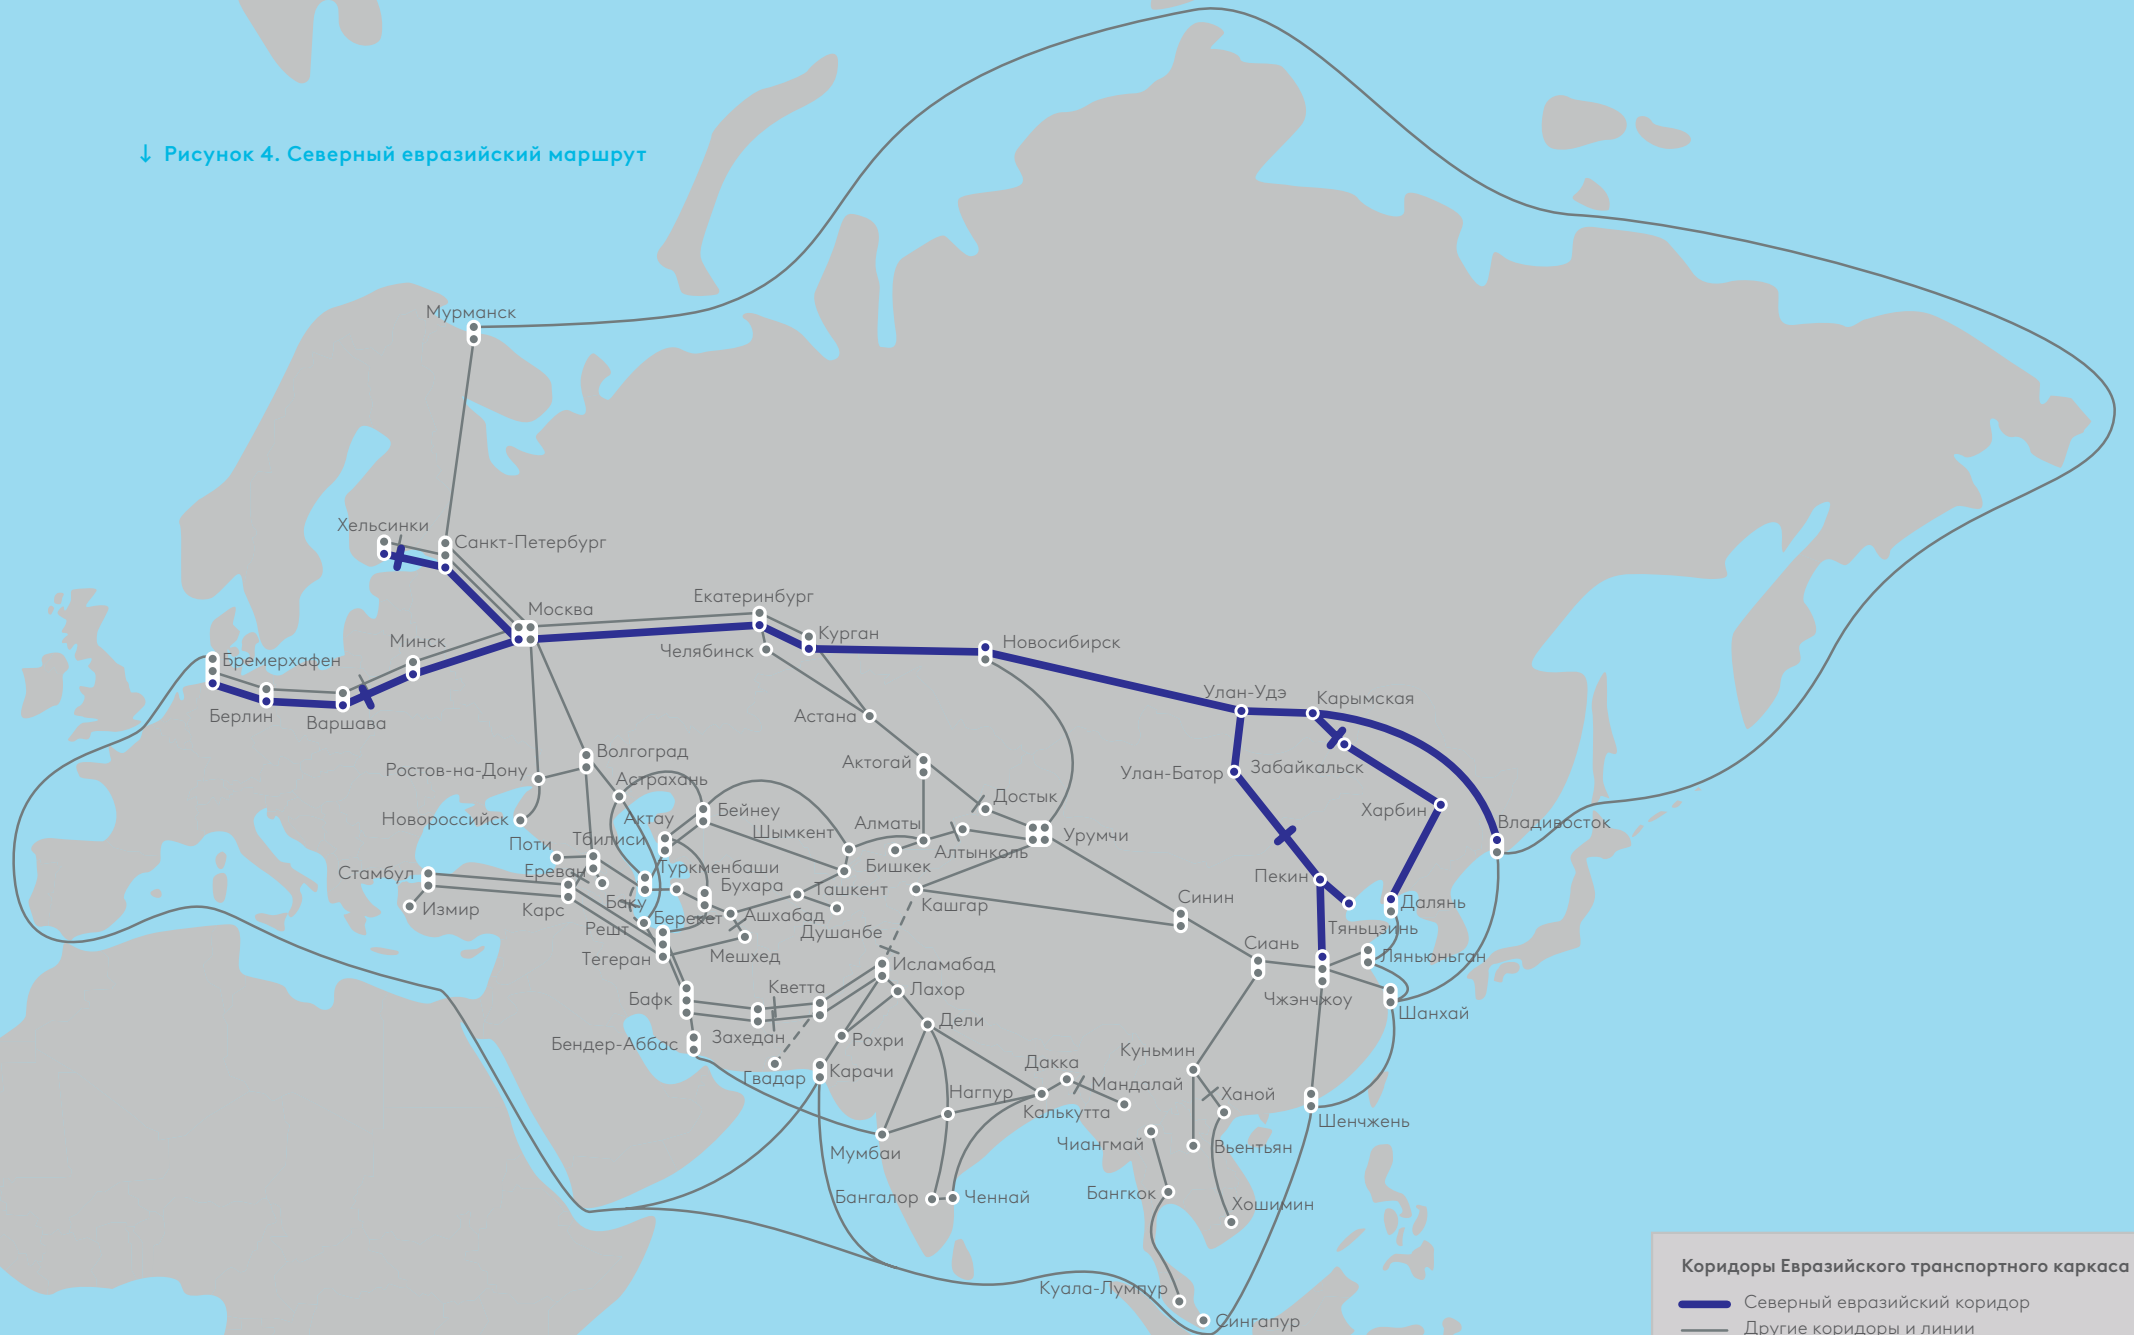 ↓ Рисунок 4. Северный евразийский маршрут
Мурманск
Хельсинки
Санкт-Петербург
Екатеринбург
Москва
Курган
Минск
Новосибирск
Челябинск
Бремерхафен
Улан-Удэ
Карымская
Берлин
Варшава
Астана
Волгоград
Актогай
Забайкальск
Ростов-на-Дону
Улан-Батор
Астрахань
Достык
Бейнеу
Харбин
Новороссийск
Актау
Алматы
Владивосток
Шымкент
Урумчи
Тбилиси
Поти
Алтынколь
Бишкек
Туркменбаши
Стамбул
Ереван
Пекин
Бухара
Ташкент
Синин
Баку
Кашгар
Далянь
Измир
Карс
Берекет
Ашхабад
Решт
Душанбе
Тяньцзинь
Сиань
Тегеран
Мешхед
Ляньюньган
Исламабад
Кветта
Лахор
Бафк
Чжэнчжоу
Шанхай
Дели
Захедан
Рохри
Бендер-Аббас
Куньмин
Дакка
Гвадар
Карачи
Мандалай
Нагпур
Ханой
Калькутта
Шенчжень
Чиангмай
Вьентьян
Мумбаи
Бангалор
Ченнай
Бангкок
Хошимин
Куала-Лумпур
Сингапур
Коридоры Евразийского транспортного каркаса
Северный евразийский коридор
Другие коридоры и линии